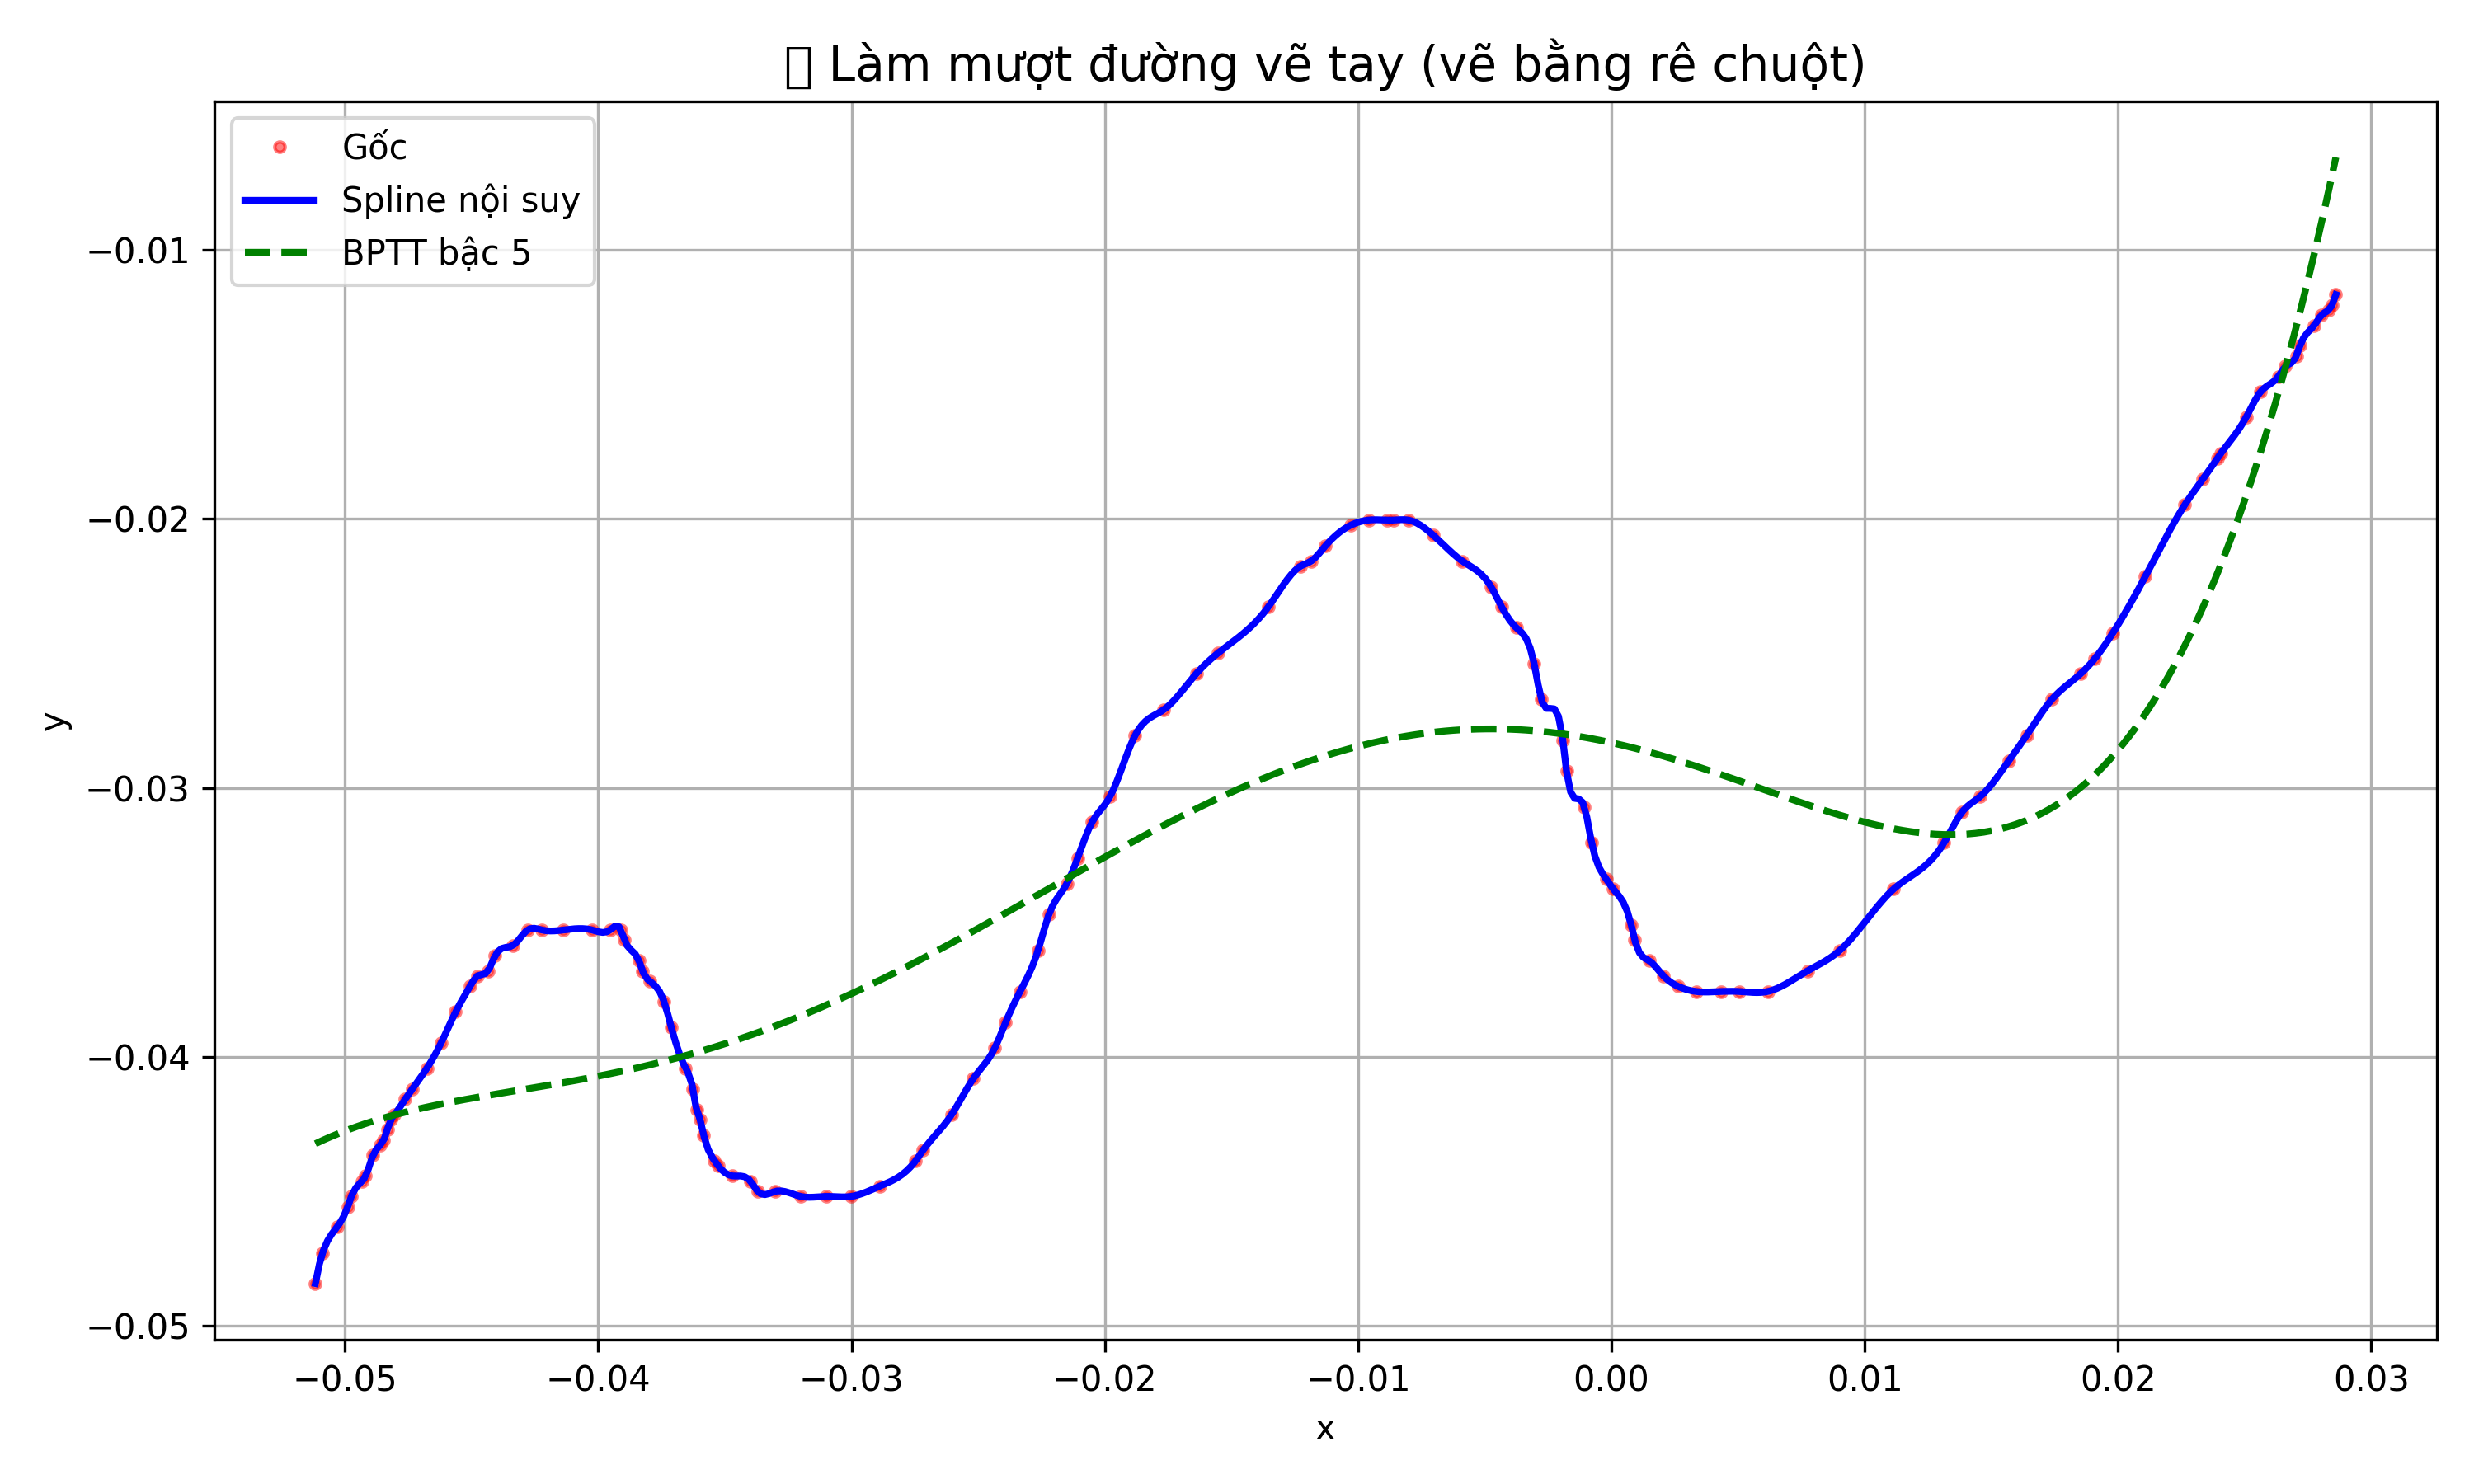 ▯ Làm mượt đường vẽ tay (vẽ bằng rê chuột)
Gốc
Spline nội suy
BPTT bậc 5
y
−0.01
−0.02
−0.03
−0.04
−0.05
−0.05 −0.04 −0.03 −0.02 −0.01 0.00 0.01 0.02 0.03
x